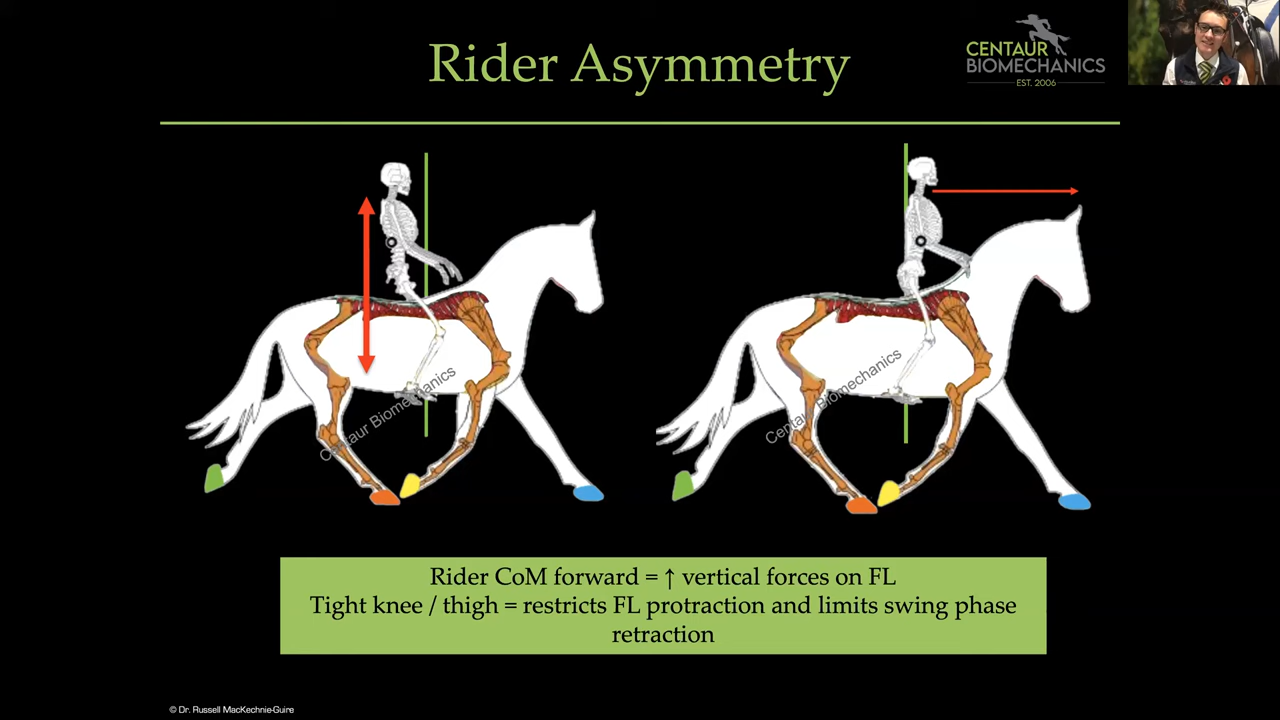 Rider Asymmetry
CENTAUR
BIOMECHANICS
EST. 2006
Centaur Biomechanics
Centaur Biomechanics
Rider CoM forward = ↑ vertical forces on FL
Tight knee / thigh = restricts FL protraction and limits swing phase
retraction
© Dr. Russell MacKechnie-Guire